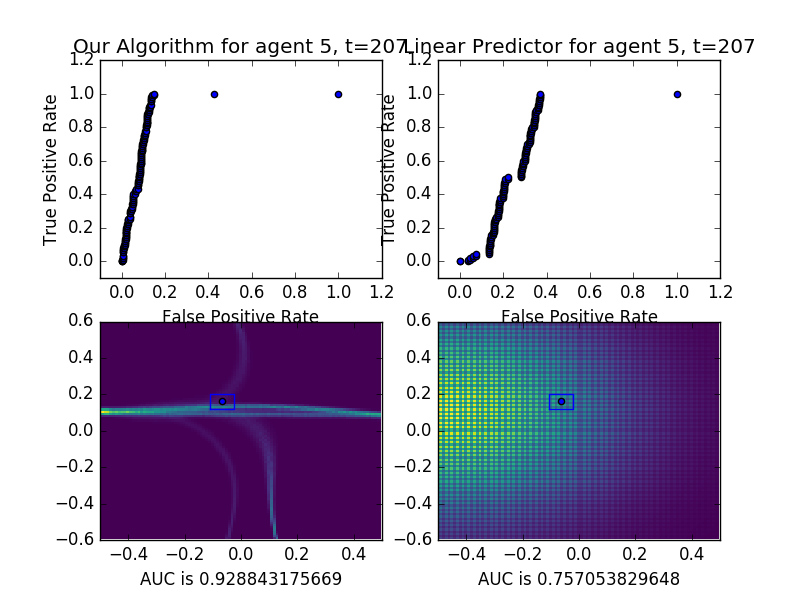 Our Algorithm for agent 5, t=207
Linear Predictor for agent 5, t=207
1.2
1.0
0.8
0.6
0.4
0.2
0.0
True Positive Rate
0.0 0.2 0.4 0.6 0.8 1.0 1.2
False Positive Rate
1.2
1.0
0.8
0.6
0.4
0.2
0.0
True Positive Rate
0.0 0.2 0.4 0.6 0.8 1.0 1.2
False Positive Rate
0.6
0.4
0.2
0.0
−0.2
−0.4
−0.6
−0.4 −0.2 0.0 0.2 0.4
AUC is 0.928843175669
0.6
0.4
0.2
0.0
−0.2
−0.4
−0.6
−0.4 −0.2 0.0 0.2 0.4
AUC is 0.757053829648